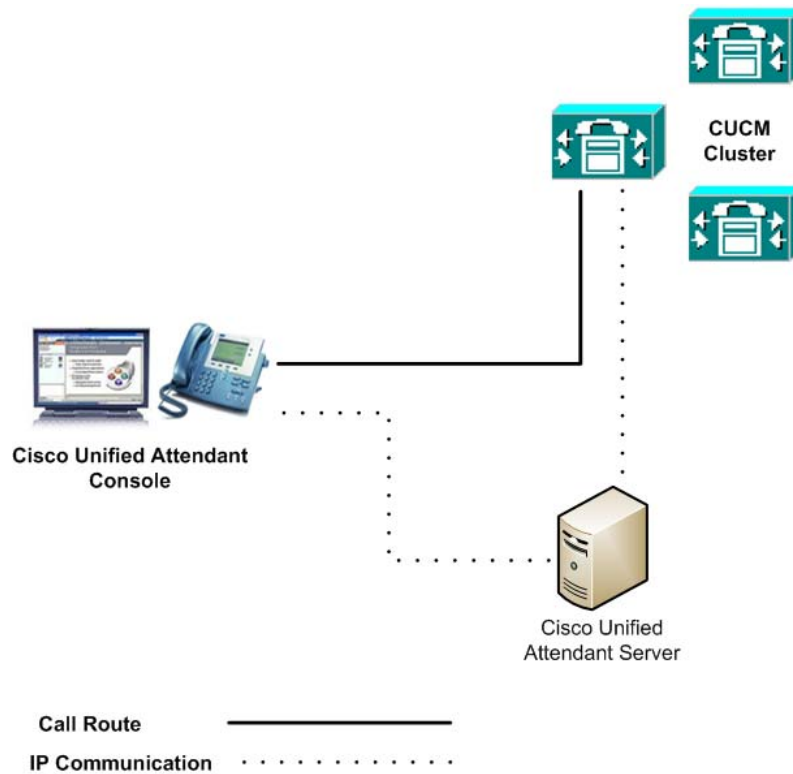 CUCM
Cluster
Cisco Unified Attendant
Console
Cisco Unified
Attendant Server
Call Route
IP Communication